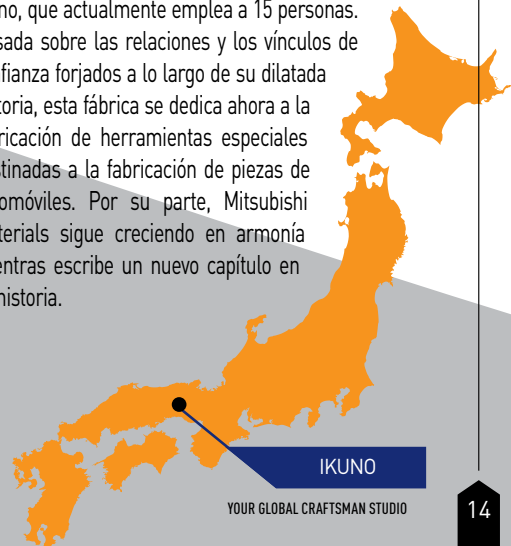 no, que actualmente emplea a 15 personas.
sada sobre las relaciones y los vínculos de
fianza forjados a lo largo de su dilatada
toria, esta fábrica se dedica ahora a la
ricación de herramientas especiales
stinadas a la fabricación de piezas de
omóviles. Por su parte, Mitsubishi
terials sigue creciendo en armonía
entras escribe un nuevo capítulo en
historia.
IKUNO
YOUR GLOBAL CRAFTSMAN STUDIO
14